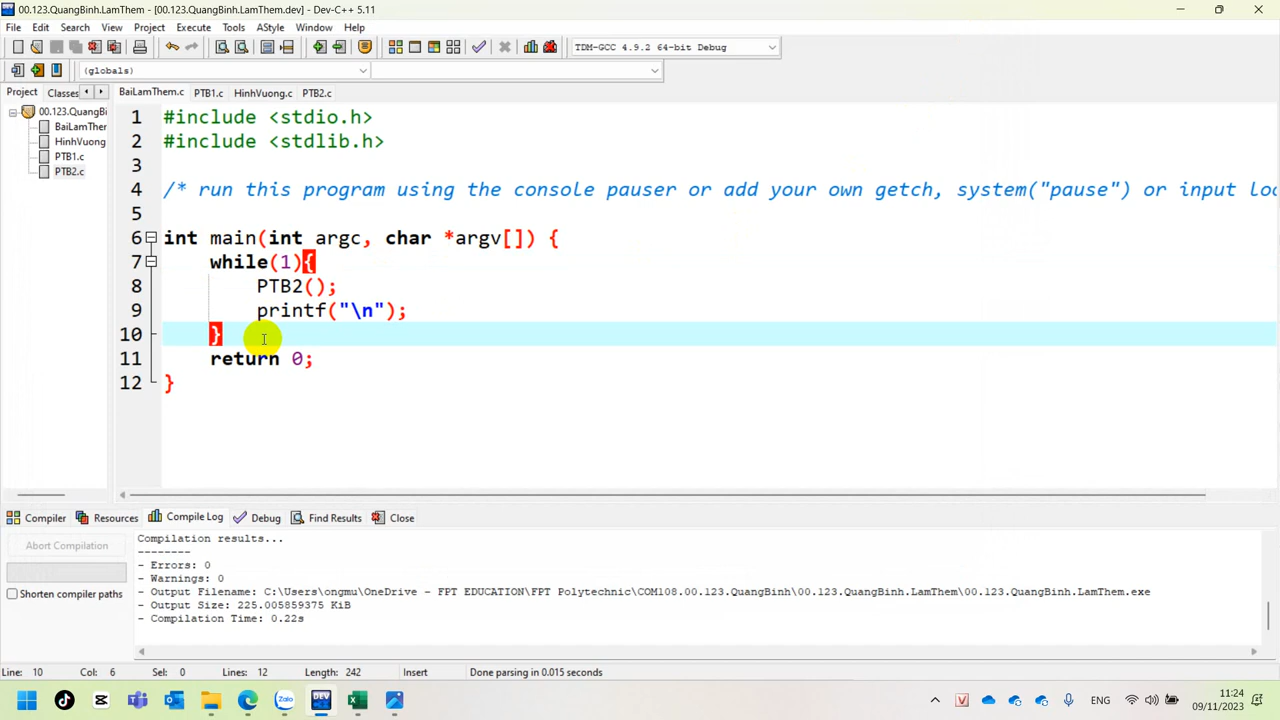 00.123.QuangBinh.LamThem - [00.123.QuangBinh.LamThem.dev] - Dev-C++ 5.11
File Edit Search View Project Execute Tools AStyle Window Help
TDM-GCC 4.9.2 64-bit Debug
(globals)
Project Classes
BaiLamThem.c PTB1.c HinhVuong.c PTB2.c
00.123.QuangBi
BaiLamTher
HinhVuong
PTB1.c
PTB2.c
1 #include <stdio.h>
2 #include <stdlib.h>
3
4 /* run this program using the console pauser or add your own getch, system("pause") or input loo
5
6 int main(int argc, char *argv[]) {
7 while(1){
8 PTB2();
9 printf("\n");
10 }
11 return 0;
12 }
Compiler Resources Compile Log Debug Find Results Close
Abort Compilation
Shorten compiler paths
Compilation results...
--------
- Errors: 0
- Warnings: 0
- Output Filename: C:\Users\ongmu\OneDrive - FPT EDUCATION\FPT Polytechnic\COM108.00.123.QuangBinh\00.123.QuangBinh.LamThem\00.123.QuangBinh.LamThem.exe
- Output Size: 225.005859375 KiB
- Compilation Time: 0.22s
Line: 10 Col: 6 Sel: 0 Lines: 12 Length: 242 Insert Done parsing in 0.015 seconds
DEV
Zalo
V
ENG
11:24
09/11/2023